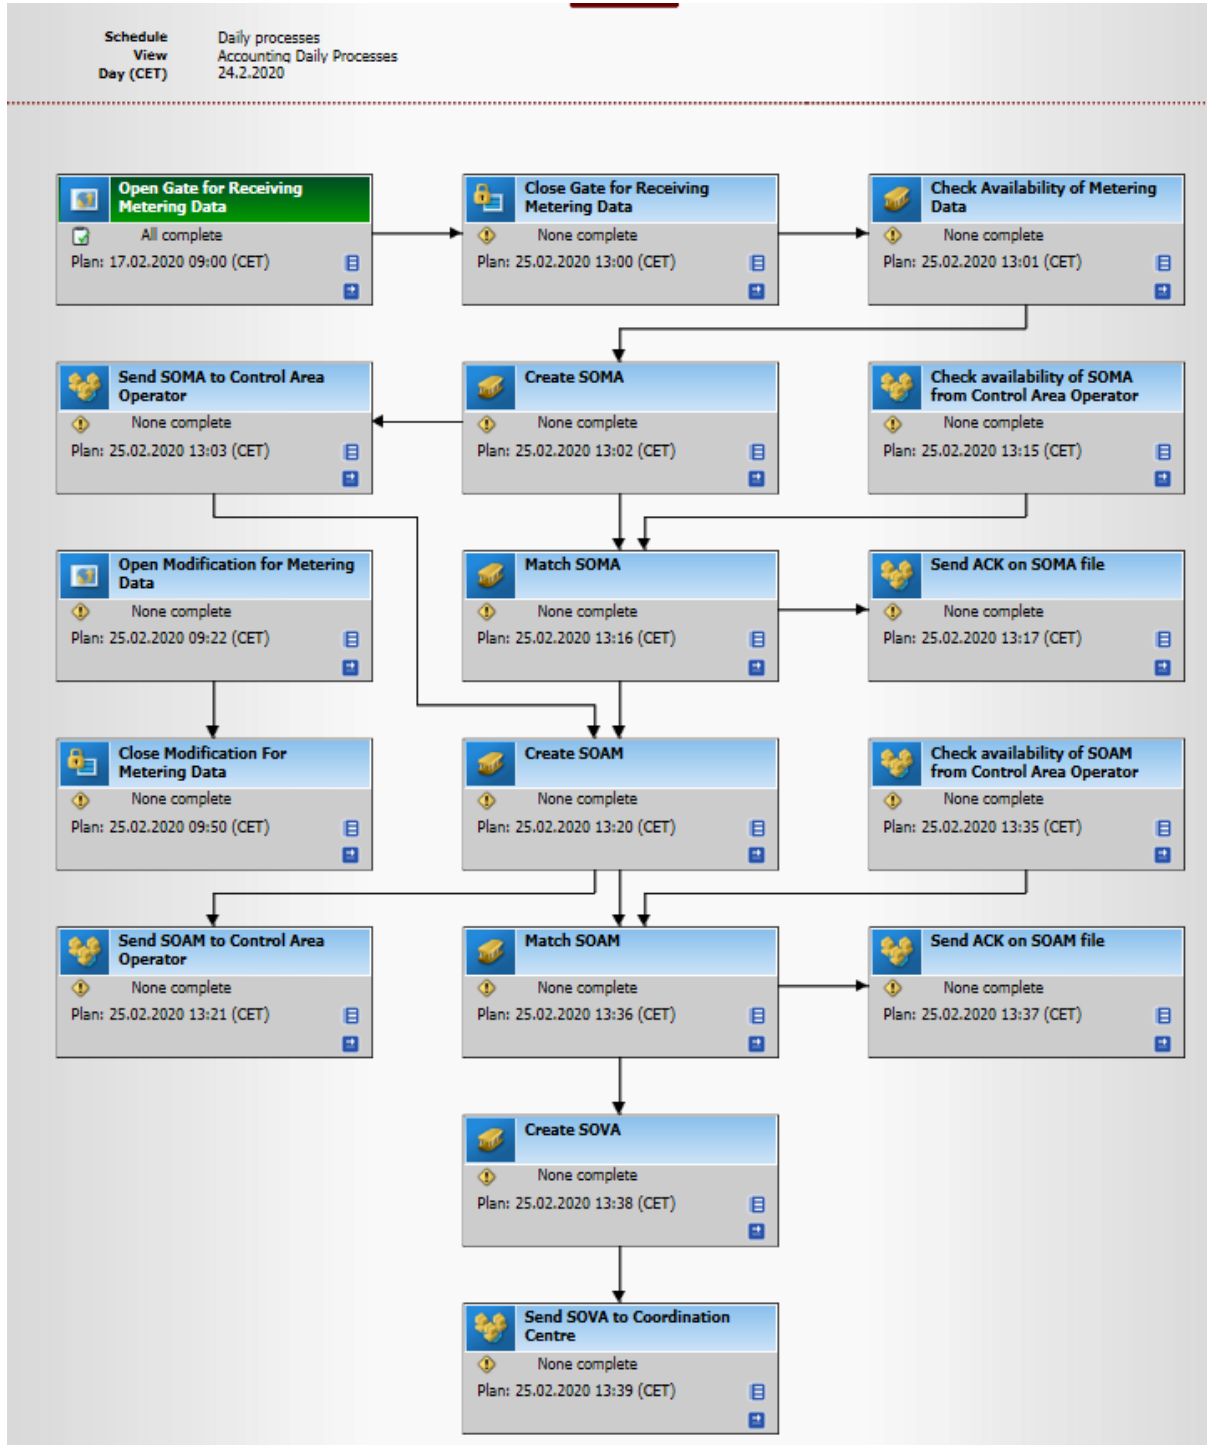 Schedule Daily processes
View Accounting Daily Processes
Day (CET) 24.2.2020
Open Gate for Receiving
Metering Data
All complete
Plan: 17.02.2020 09:00 (CET)
Close Gate for Receiving
Metering Data
None complete
Plan: 25.02.2020 13:00 (CET)
Check Availability of Metering
Data
None complete
Plan: 25.02.2020 13:01 (CET)
Send SOMA to Control Area
Operator
None complete
Plan: 25.02.2020 13:03 (CET)
Create SOMA
None complete
Plan: 25.02.2020 13:02 (CET)
Check availability of SOMA
from Control Area Operator
None complete
Plan: 25.02.2020 13:15 (CET)
Open Modification for Metering
Data
None complete
Plan: 25.02.2020 09:22 (CET)
Match SOMA
None complete
Plan: 25.02.2020 13:16 (CET)
Send ACK on SOMA file
None complete
Plan: 25.02.2020 13:17 (CET)
Close Modification For
Metering Data
None complete
Plan: 25.02.2020 09:50 (CET)
Create SOAM
None complete
Plan: 25.02.2020 13:20 (CET)
Check availability of SOAM
from Control Area Operator
None complete
Plan: 25.02.2020 13:35 (CET)
Send SOAM to Control Area
Operator
None complete
Plan: 25.02.2020 13:21 (CET)
Match SOAM
None complete
Plan: 25.02.2020 13:36 (CET)
Send ACK on SOAM file
None complete
Plan: 25.02.2020 13:37 (CET)
Create SOVA
None complete
Plan: 25.02.2020 13:38 (CET)
Send SOVA to Coordination
Centre
None complete
Plan: 25.02.2020 13:39 (CET)